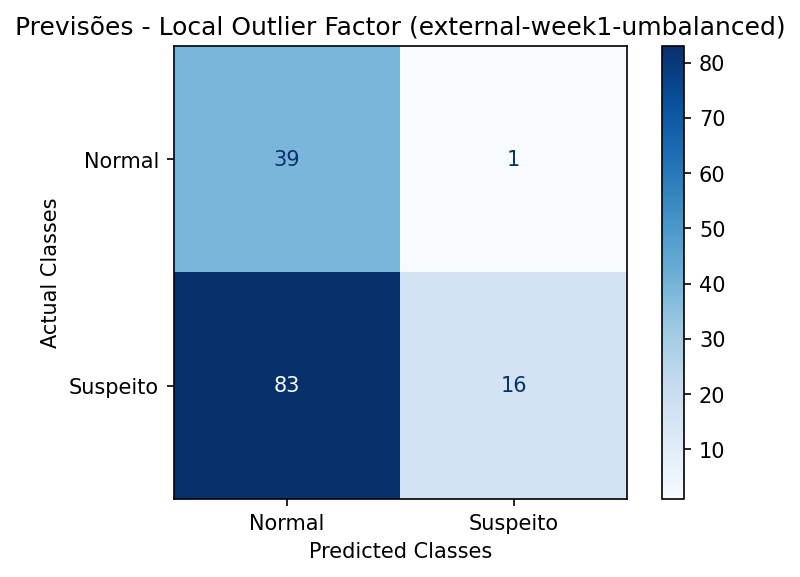 Previsões - Local Outlier Factor (external-week1-umbalanced)
Actual Classes
Normal
39
1
Suspeito
83
16
Normal
Suspeito
Predicted Classes
80
70
60
50
40
30
20
10